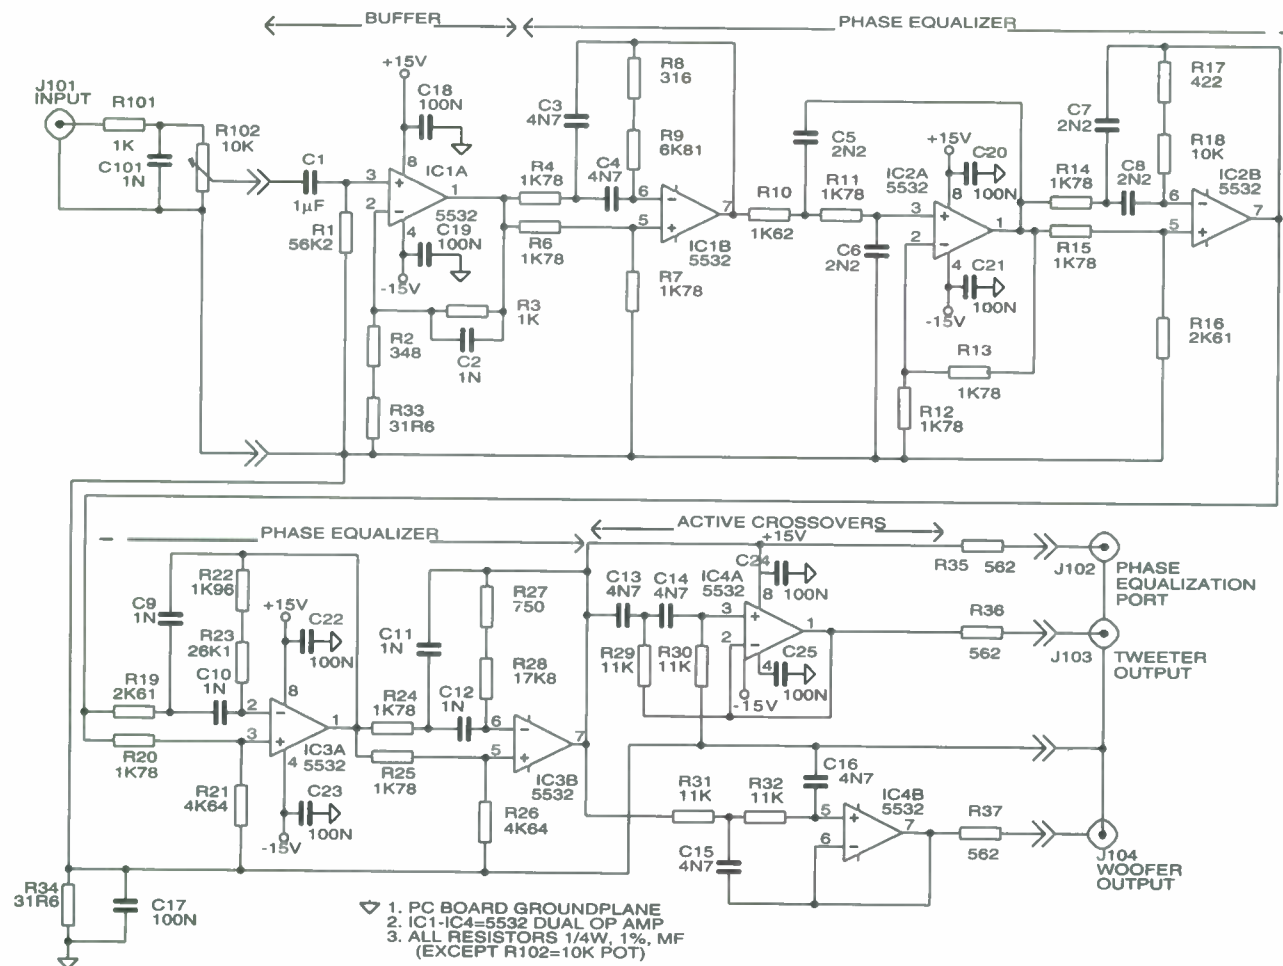 BUFFER
PHASE EQUALIZER
J101
INPUT
R101
1K
C101
1N
R102
10K
C1
1µF
R1
56K2
+15V
C18
100N
8
3
+
IC1A
1
2
−
5532
4
C19
100N
-15V
R2
348
R33
31R6
R3
1K
C2
1N
R4
1K78
R6
1K78
C3
4N7
C4
4N7
R8
316
R9
6K81
6
−
5
+
7
IC1B
5532
R7
1K78
R10
1K62
C5
2N2
R11
1K78
C6
2N2
+15V
C20
100N
IC2A
5532
8
3
+
2
−
1
4
C21
100N
-15V
R13
1K78
R12
1K78
R14
1K78
R15
1K78
C7
2N2
C8
2N2
R17
422
R18
10K
IC2B
5532
6
−
5
+
7
R16
2K61
PHASE EQUALIZER
ACTIVE CROSSOVERS
C9
1N
R22
1K96
R23
26K1
C10
1N
R19
2K61
R20
1K78
R21
4K64
+15V
C22
100N
8
2
−
3
+
1
4
IC3A
5532
C23
100N
-15V
C11
1N
R24
1K78
R25
1K78
C12
1N
R27
750
R28
17K8
6
−
5
+
7
IC3B
5532
R26
4K64
C13
4N7
C14
4N7
R29
11K
R30
11K
+15V
C24
100N
IC4A
5532
8
3
+
2
−
1
4
C25
100N
-15V
R35
562
J102
PHASE
EQUALIZATION
PORT
R36
562
J103
TWEETER
OUTPUT
R31
11K
R32
11K
C16
4N7
C15
4N7
IC4B
5532
5
+
6
−
7
R37
562
J104
WOOFER
OUTPUT
R34
31R6
C17
100N
1. PC BOARD GROUNDPLANE
2. IC1-IC4=5532 DUAL OP AMP
3. ALL RESISTORS 1/4W, 1%, MF
(EXCEPT R102=10K POT)